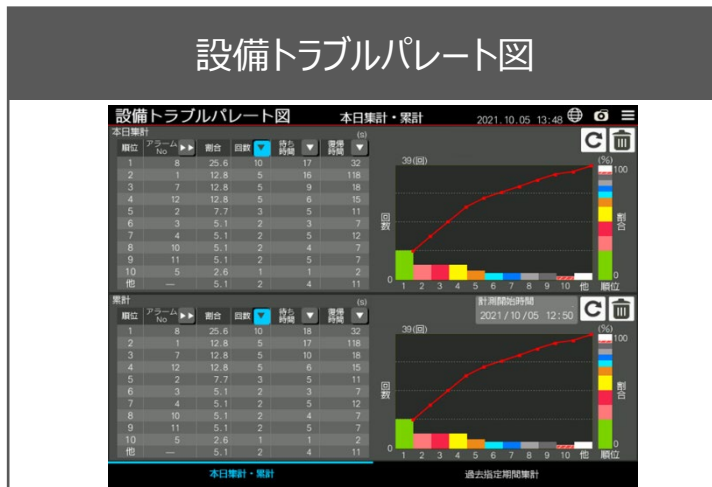 設備トラブルパレート図
設備トラブルパレート図 本日集計・累計 2021.10.05 13:48
本日集計 (s)
順位 アラームNo ▶▶ 割合 回数 ▼ 待ち時間 ▼ 復帰時間 ▼
1 8 25.6 10 17 32
2 1 12.8 5 16 118
3 7 12.8 5 9 18
4 12 12.8 5 6 15
5 2 7.7 3 5 11
6 3 5.1 2 3 7
7 4 5.1 2 5 12
8 10 5.1 2 4 7
9 11 5.1 2 5 7
10 5 2.6 1 1 2
他 — 5.1 2 4 11
39(回) (%)
100
回数 割合
0 0
1 2 3 4 5 6 7 8 9 10 他 順位
累計 (s)
順位 アラームNo ▶▶ 割合 回数 ▼ 待ち時間 ▼ 復帰時間 ▼
1 8 25.6 10 18 32
2 1 12.8 5 17 118
3 7 12.8 5 10 18
4 12 12.8 5 6 15
5 2 7.7 3 5 11
6 3 5.1 2 3 7
7 4 5.1 2 5 12
8 10 5.1 2 4 7
9 11 5.1 2 5 7
10 5 2.6 1 1 2
他 — 5.1 2 4 11
計測開始時間
2021/10/05 12:50
39(回) (%)
100
回数 割合
0 0
1 2 3 4 5 6 7 8 9 10 他 順位
本日集計・累計 過去指定期間集計